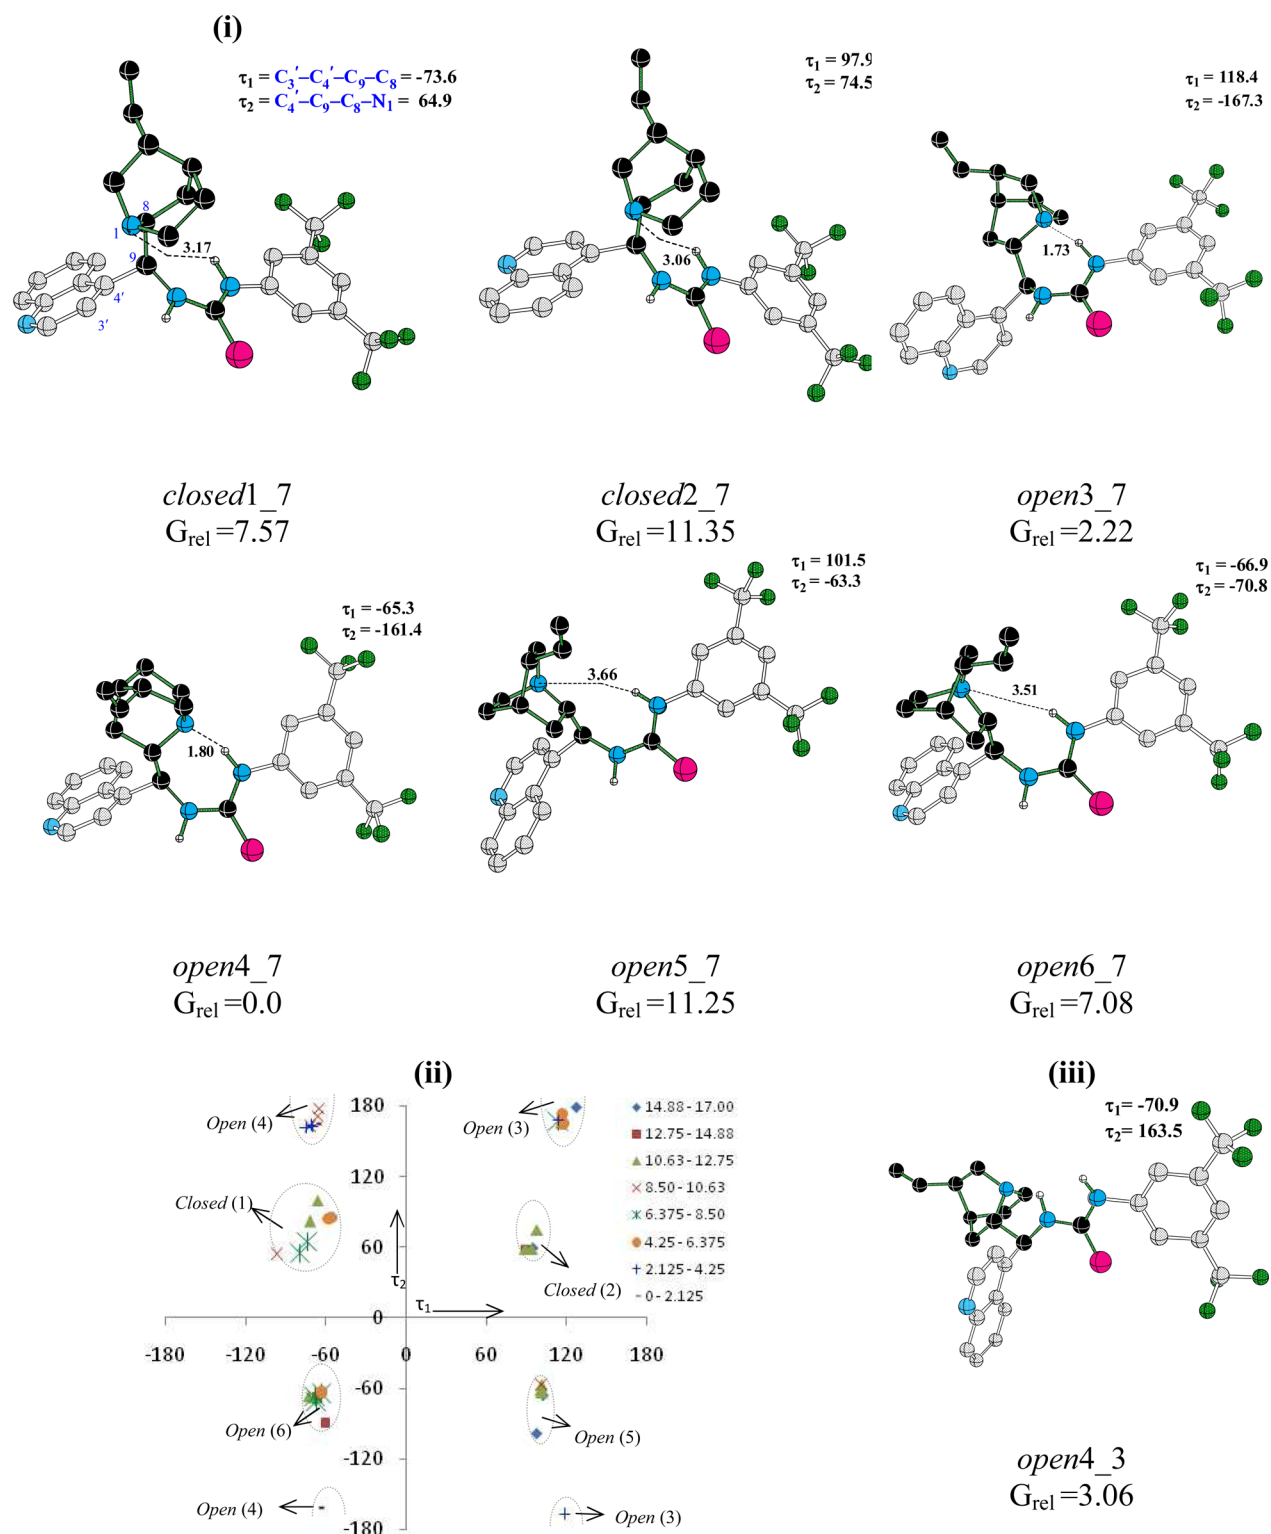 (i)
τ₁ = C₃′–C₄′–C₉–C₈ = -73.6
τ₂ = C₄′–C₉–C₈–N₁ = 64.9
8
1
3.17
9
4′
3′
closed1_7
Grel =7.57
τ₁ = 97.9
τ₂ = 74.5
3.06
closed2_7
Grel =11.35
τ₁ = 118.4
τ₂ = -167.3
1.73
open3_7
Grel =2.22
τ₁ = -65.3
τ₂ = -161.4
1.80
open4_7
Grel =0.0
τ₁ = 101.5
τ₂ = -63.3
3.66
open5_7
Grel =11.25
τ₁ = -66.9
τ₂ = -70.8
3.51
open6_7
Grel =7.08
(ii)
180
120
60
0
-60
-120
-180
-180
-120
-60
0
60
120
180
τ₂
τ₁
Open (4)
Open (3)
Closed (1)
Closed (2)
Open (6)
Open (5)
Open (4)
Open (3)
14.88 - 17.00
12.75 - 14.88
10.63 - 12.75
8.50 - 10.63
6.375 - 8.50
4.25 - 6.375
2.125 - 4.25
0 - 2.125
(iii)
τ₁= -70.9
τ₂= 163.5
open4_3
Grel =3.06